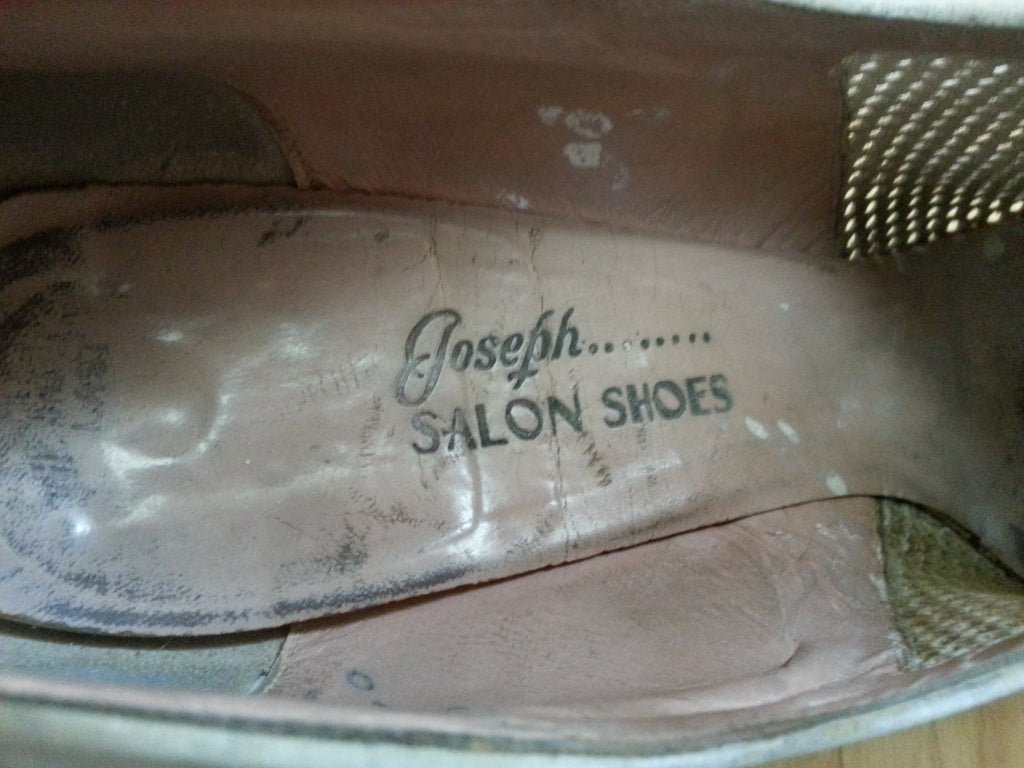 Joseph.........
SALON SHOES